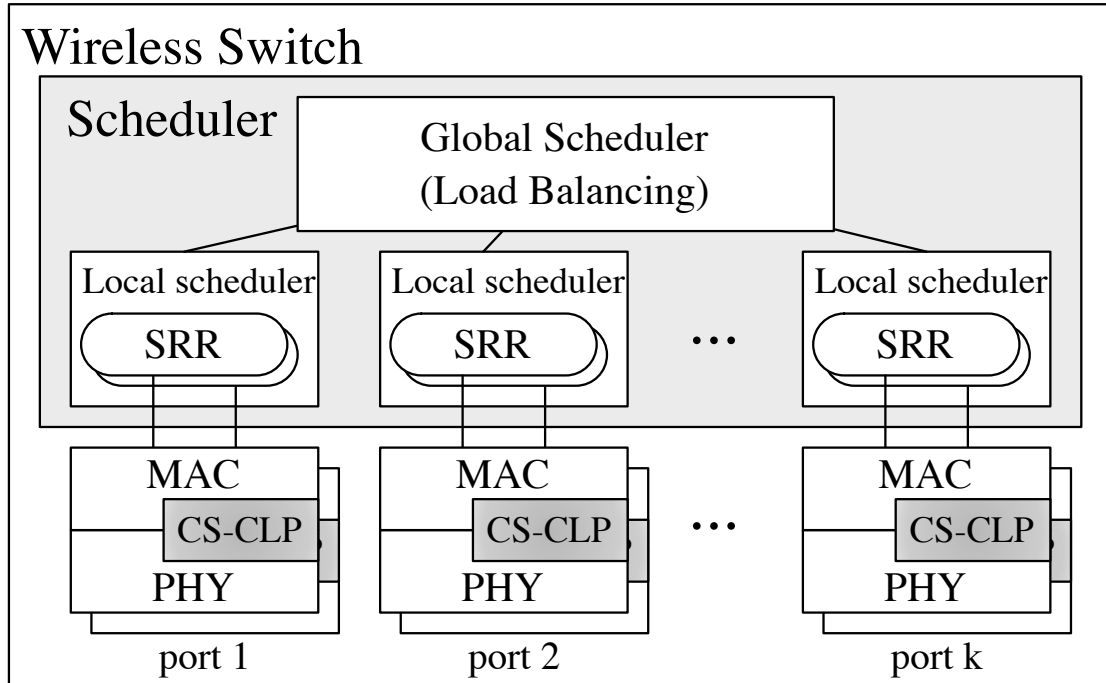 Wireless Switch
Scheduler
Global Scheduler
(Load Balancing)
Local scheduler
SRR
Local scheduler
SRR
...
Local scheduler
SRR
MAC
CS-CLP
PHY
port 1
MAC
CS-CLP
PHY
port 2
...
MAC
CS-CLP
PHY
port k